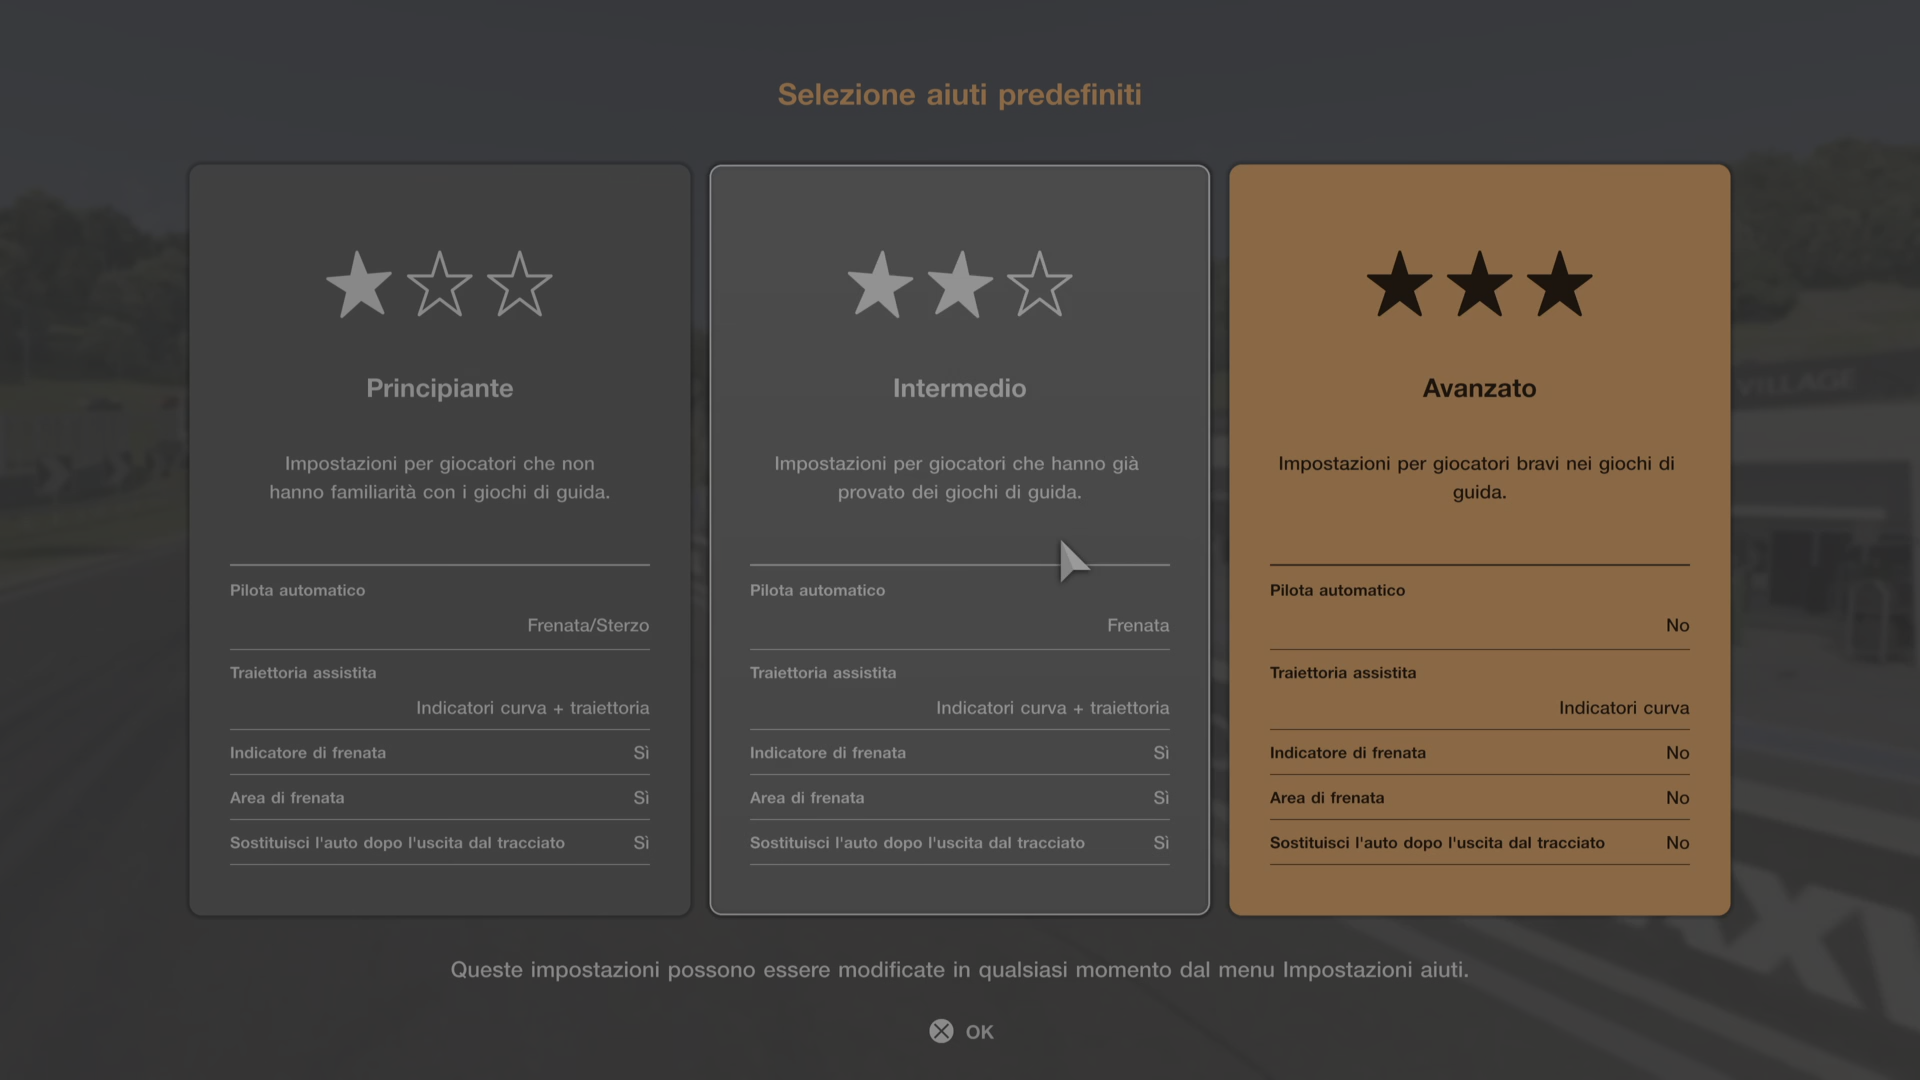 Selezione aiuti predefiniti
Principiante
Impostazioni per giocatori che non
hanno familiarità con i giochi di guida.
Pilota automatico
Frenata/Sterzo
Traiettoria assistita
Indicatori curva + traiettoria
Indicatore di frenata Sì
Area di frenata Sì
Sostituisci l'auto dopo l'uscita dal tracciato Sì
Intermedio
Impostazioni per giocatori che hanno già
provato dei giochi di guida.
Pilota automatico
Frenata
Traiettoria assistita
Indicatori curva + traiettoria
Indicatore di frenata Sì
Area di frenata Sì
Sostituisci l'auto dopo l'uscita dal tracciato Sì
Avanzato
Impostazioni per giocatori bravi nei giochi di
guida.
Pilota automatico
No
Traiettoria assistita
Indicatori curva
Indicatore di frenata No
Area di frenata No
Sostituisci l'auto dopo l'uscita dal tracciato No
VILLAGE
Queste impostazioni possono essere modificate in qualsiasi momento dal menu Impostazioni aiuti.
OK